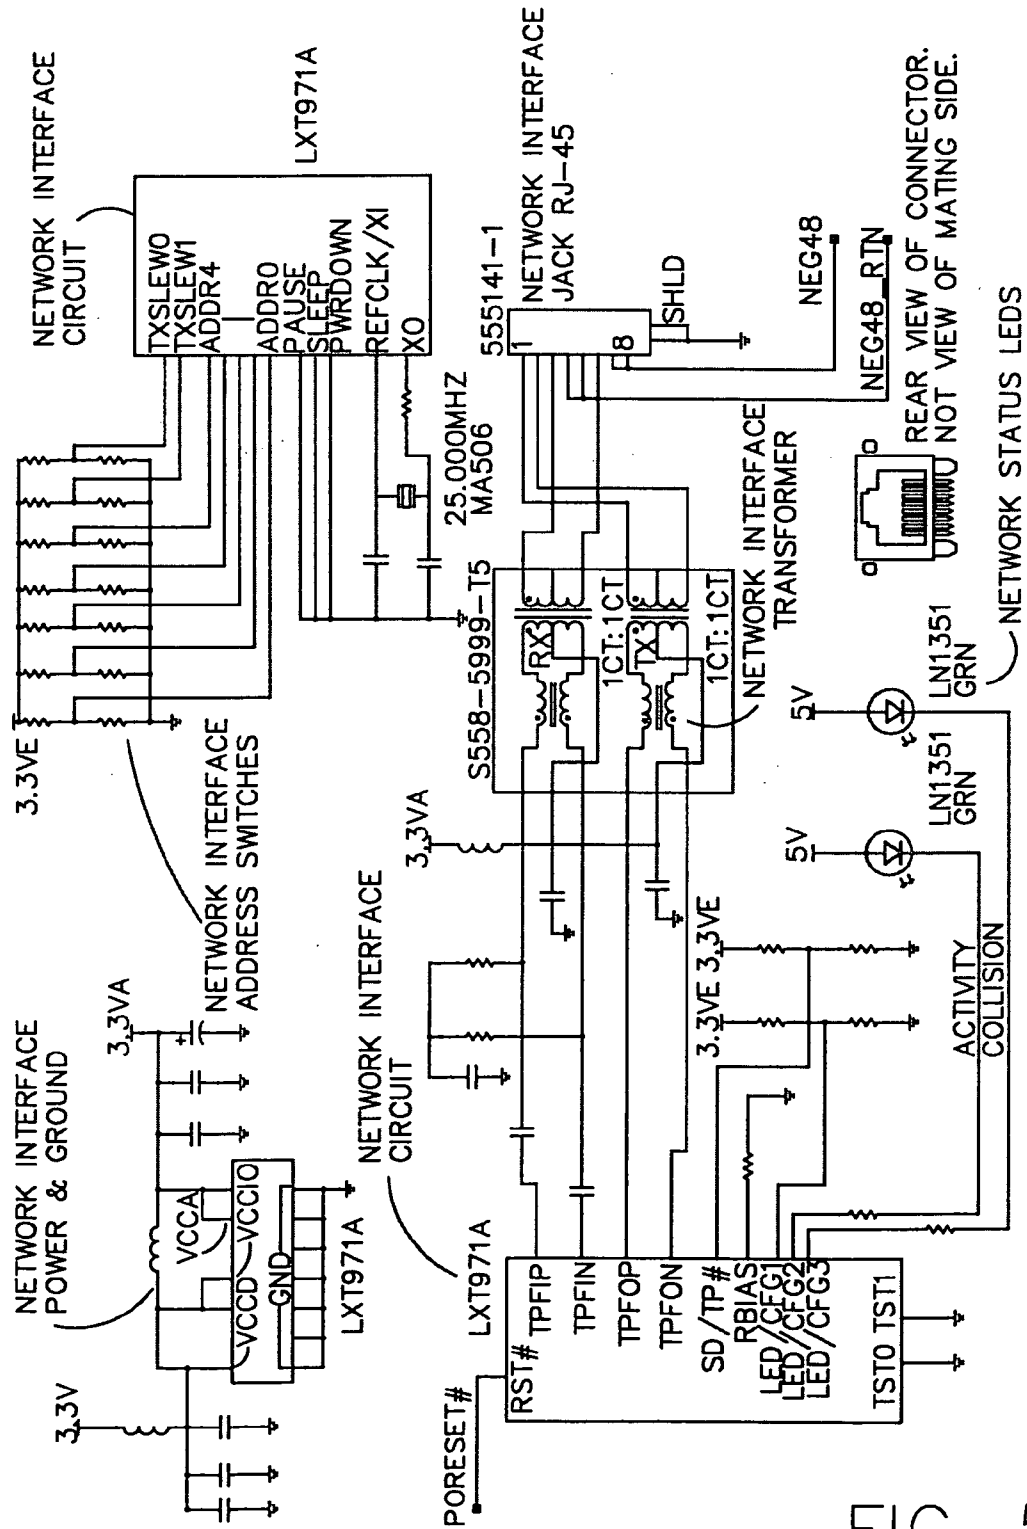 NETWORK INTERFACE
POWER & GROUND
3.3V
3.3VA
VCCA
VCCD
VCCIO
GND
LXT971A
3.3VE
NETWORK INTERFACE
ADDRESS SWITCHES
NETWORK INTERFACE
CIRCUIT
TXSLEW0
TXSLEW1
ADDR4
ADDR0
PAUSE
SLEEP
PWRDOWN
REFCLK/XI
XO
LXT971A
25.000MHZ
MA506
PORESET#
LXT971A
NETWORK INTERFACE
CIRCUIT
RST#
TPFIP
TPFIN
TPFOP
TPFON
SD/TP#
RBIAS
LED/CFG1
LED/CFG2
LED/CFG3
TST0 TST1
3.3VA
3.3VE 3.3VE
S558-5999-T5
RX
1CT:1CT
TX
1CT:1CT
NETWORK INTERFACE
TRANSFORMER
55141-1
NETWORK INTERFACE
JACK RJ-45
1
8
SHLD
NEG48
NEG48_RTN
REAR VIEW OF CONNECTOR.
NOT VIEW OF MATING SIDE.
5V
5V
LN1351
GRN
LN1351
GRN
ACTIVITY
COLLISION
NETWORK STATUS LEDS